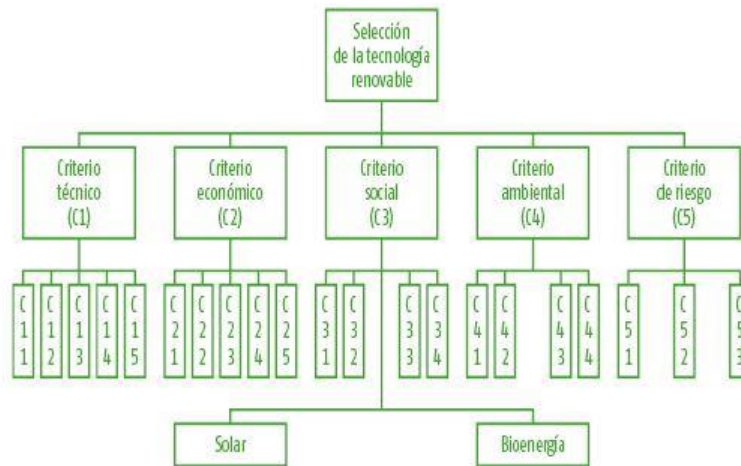 Selección
de la tecnología
renovable
Criterio
técnico
(C1)
Criterio
económico
(C2)
Criterio
social
(C3)
Criterio
ambiental
(C4)
Criterio
de riesgo
(C5)
C11
C12
C13
C14
C15
C21
C22
C23
C24
C25
C31
C32
C33
C34
C41
C42
C43
C44
C51
C52
C53
Solar
Bioenergía